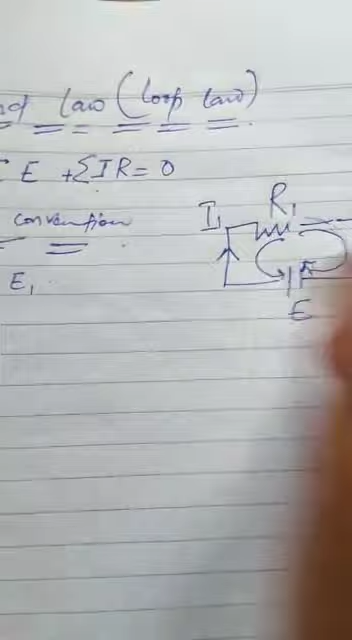 law (loop law)
E + ΣIR = 0
convention
I₁ R₁
E₁
E